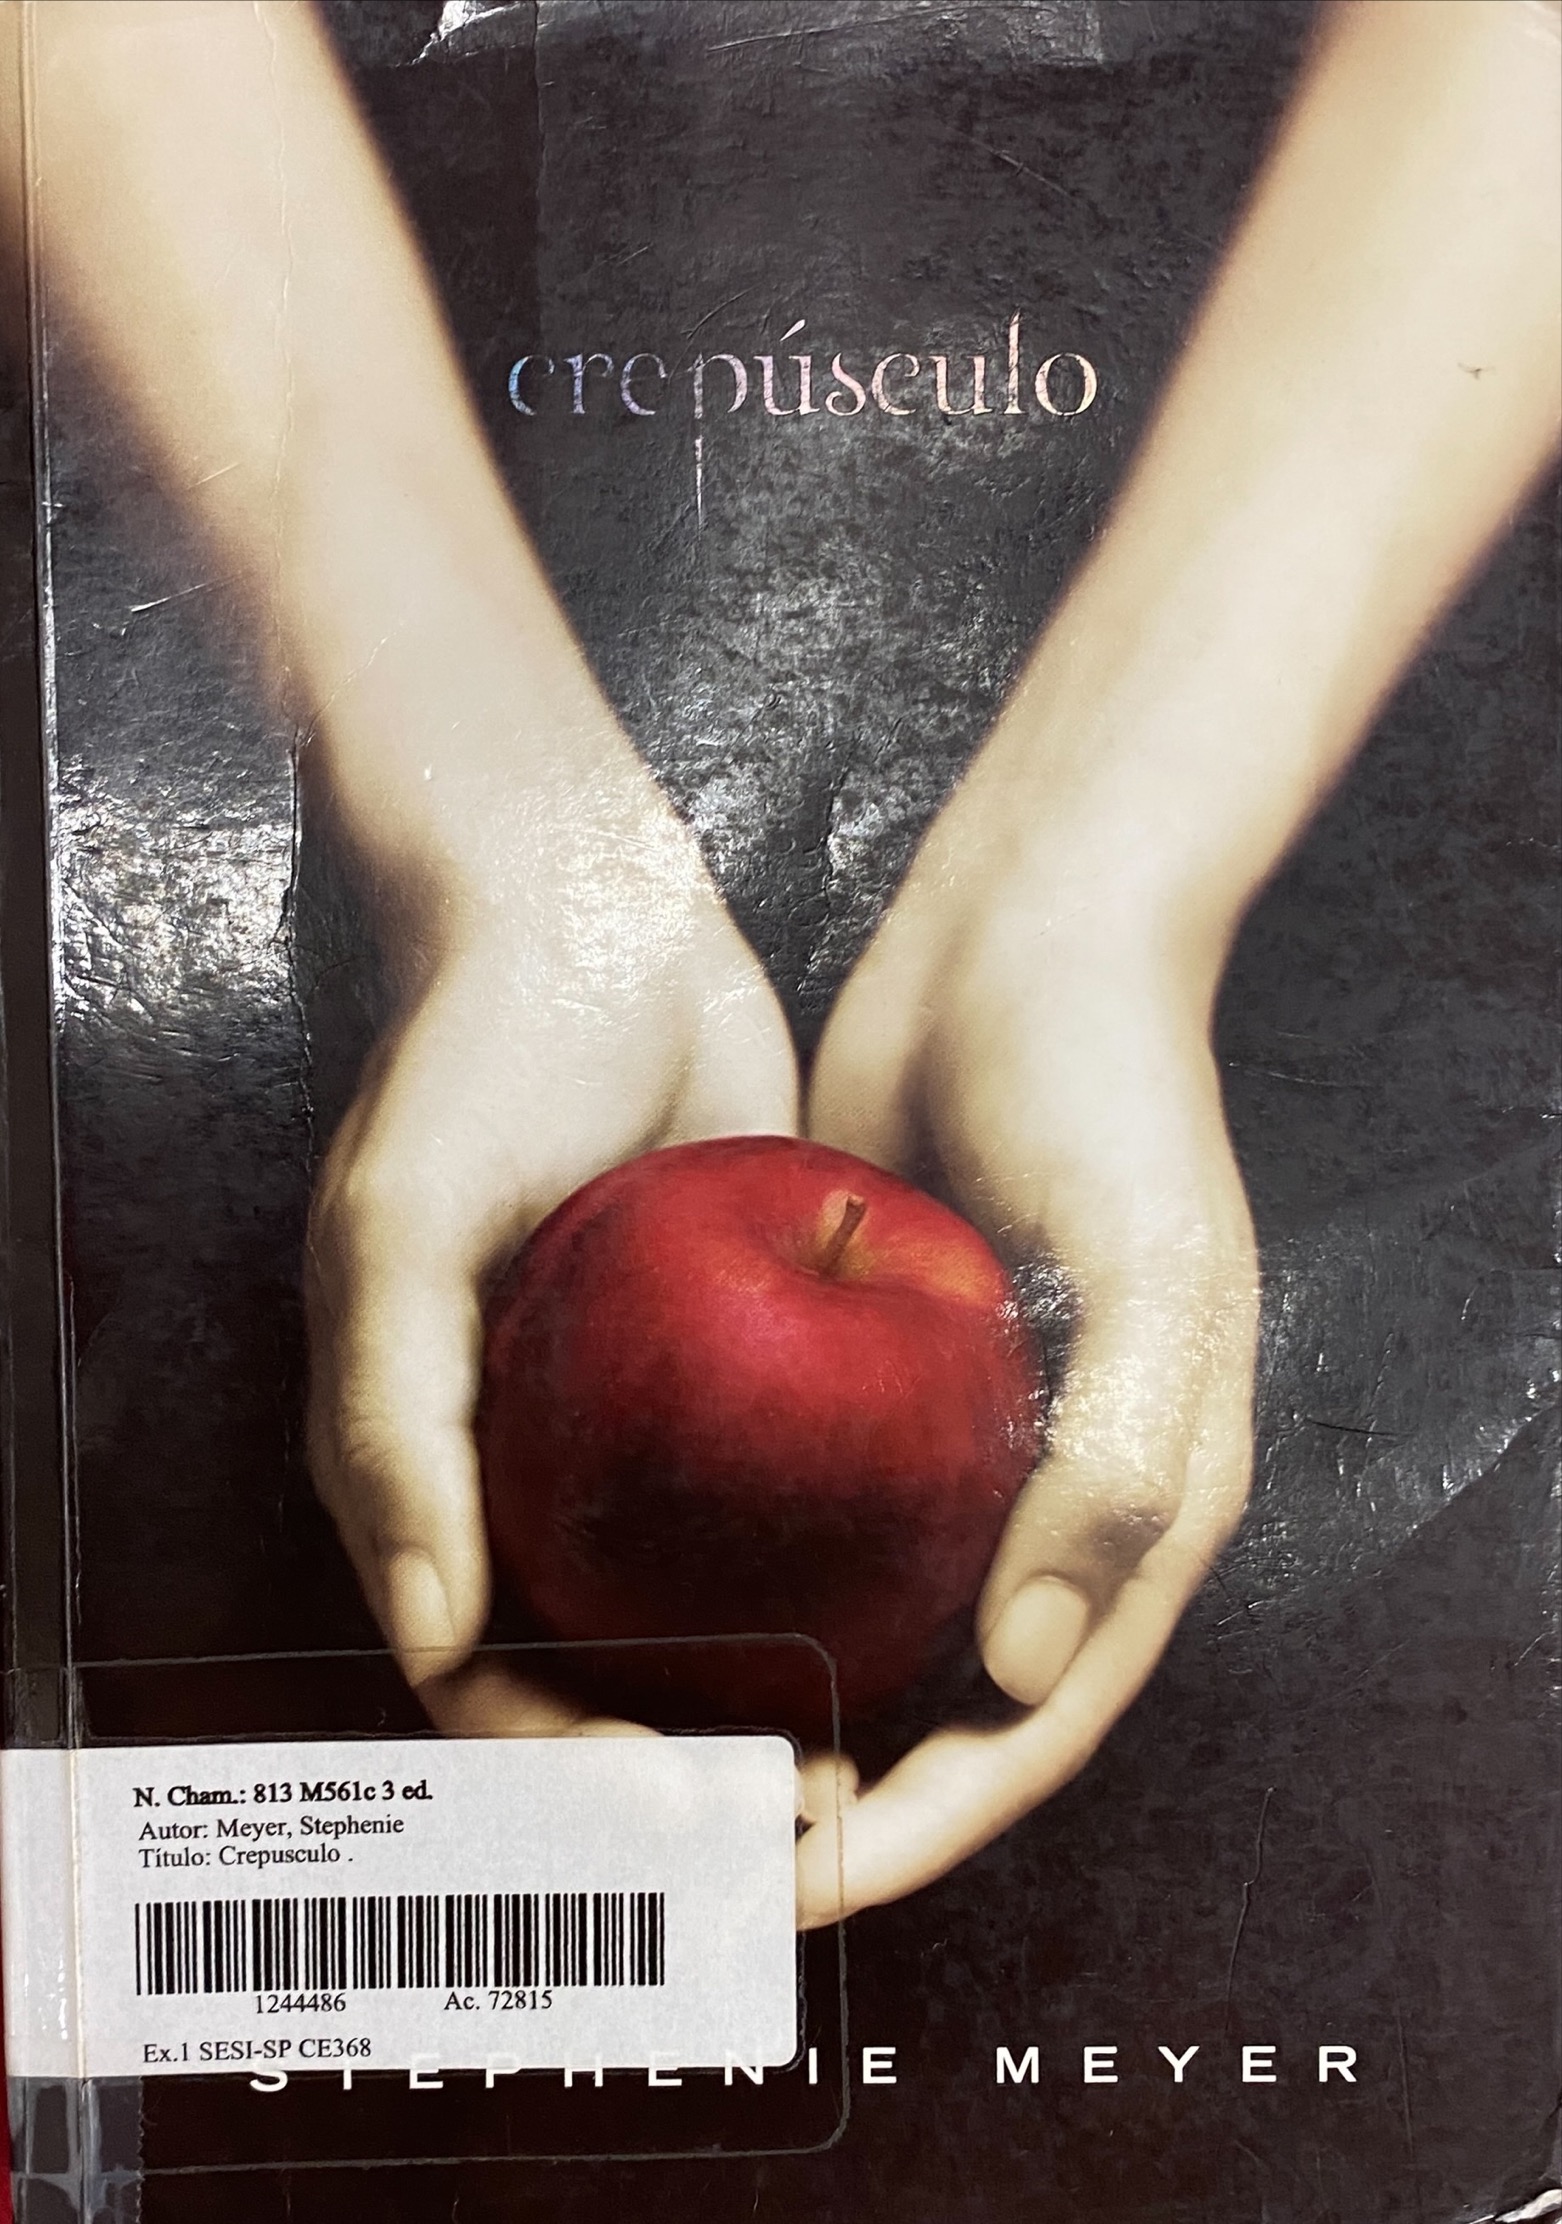 crepúsculo
N. Cham.: 813 M561c 3 ed.
Autor: Meyer, Stephenie
Título: Crepusculo .
1244486 Ac. 72815
Ex.1 SESI-SP CE368
STEPHENIE MEYER